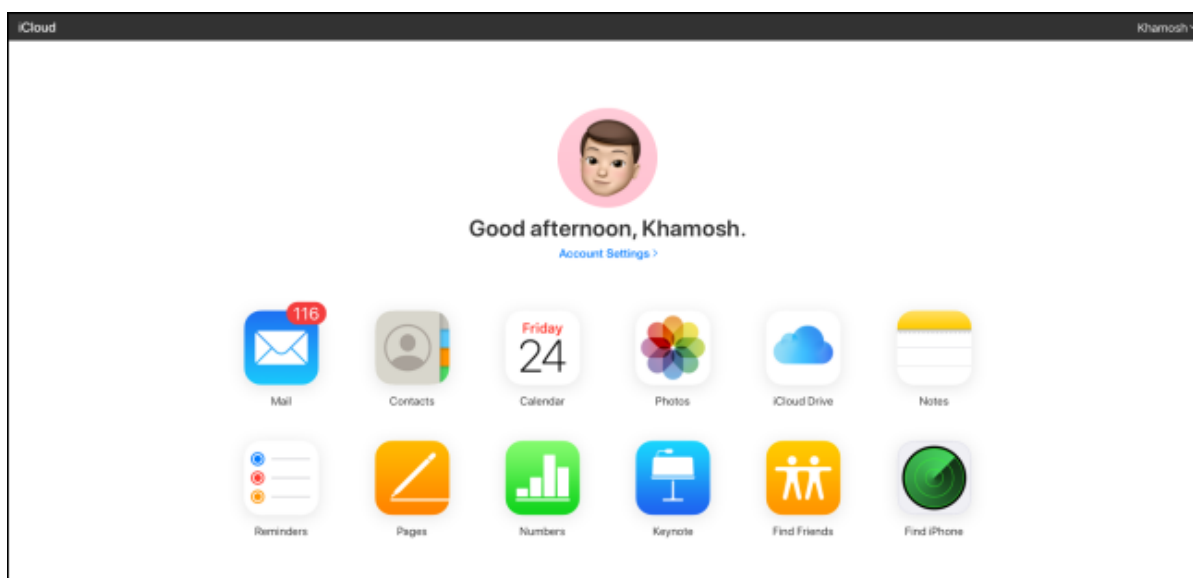 iCloud
Khamosh
Good afternoon, Khamosh.
Account Settings >
116
Friday
24
Mail
Contacts
Calendar
Photos
iCloud Drive
Notes
Reminders
Pages
Numbers
Keynote
Find Friends
Find iPhone